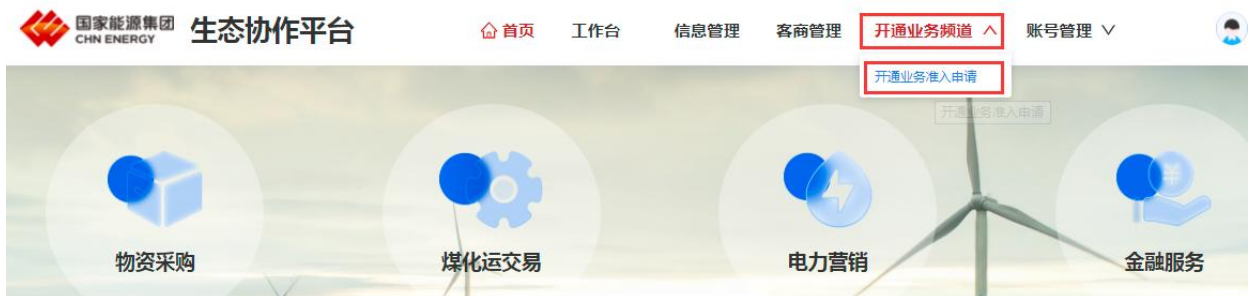 国家能源集团
CHN ENERGY
生态协作平台
首页 工作台 信息管理 客商管理 开通业务频道 账号管理
开通业务准入申请
开通业务准入申请
物资采购 煤化运交易 电力营销 金融服务